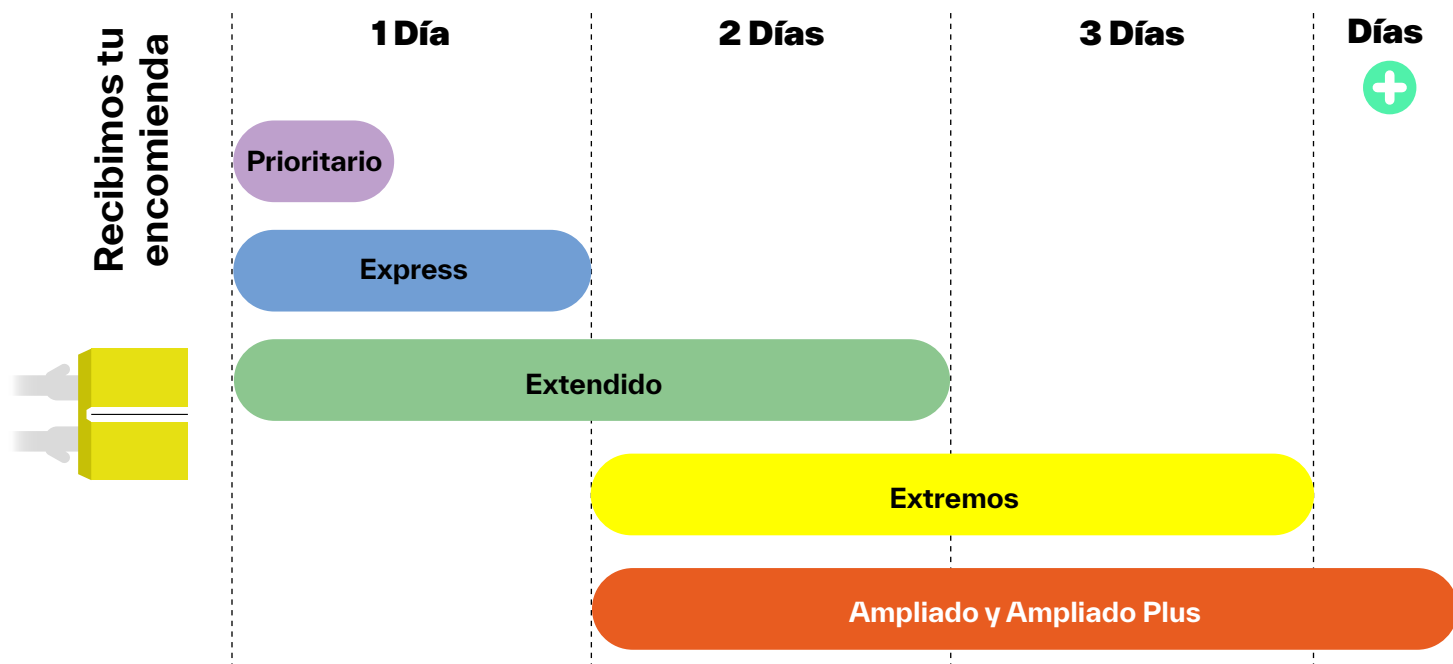 Recibimos tu
encomienda
1 Día
2 Días
3 Días
Días
Prioritario
Express
Extendido
Extremos
Ampliado y Ampliado Plus